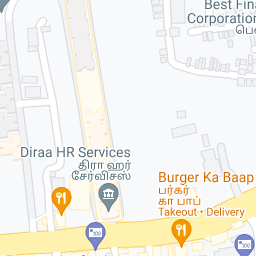 Best Fina
Corporation
பெ
Diraa HR Services
திரா ஹர்
சேர்விசஸ்
Burger Ka Baap
பர்கர்
கா பாப்
Takeout • Delivery